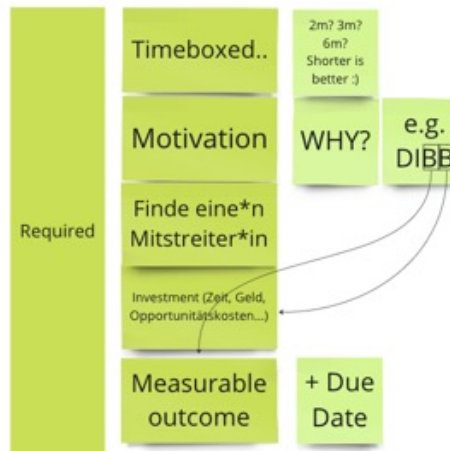 Timeboxed..
2m? 3m?
6m?
Shorter is
better :)
Motivation
WHY?
e.g.
DIBB
Required
Finde eine*n
Mitstreiter*in
Investment (Zeit, Geld,
Opportunitätskosten...)
Measurable
outcome
+ Due
Date